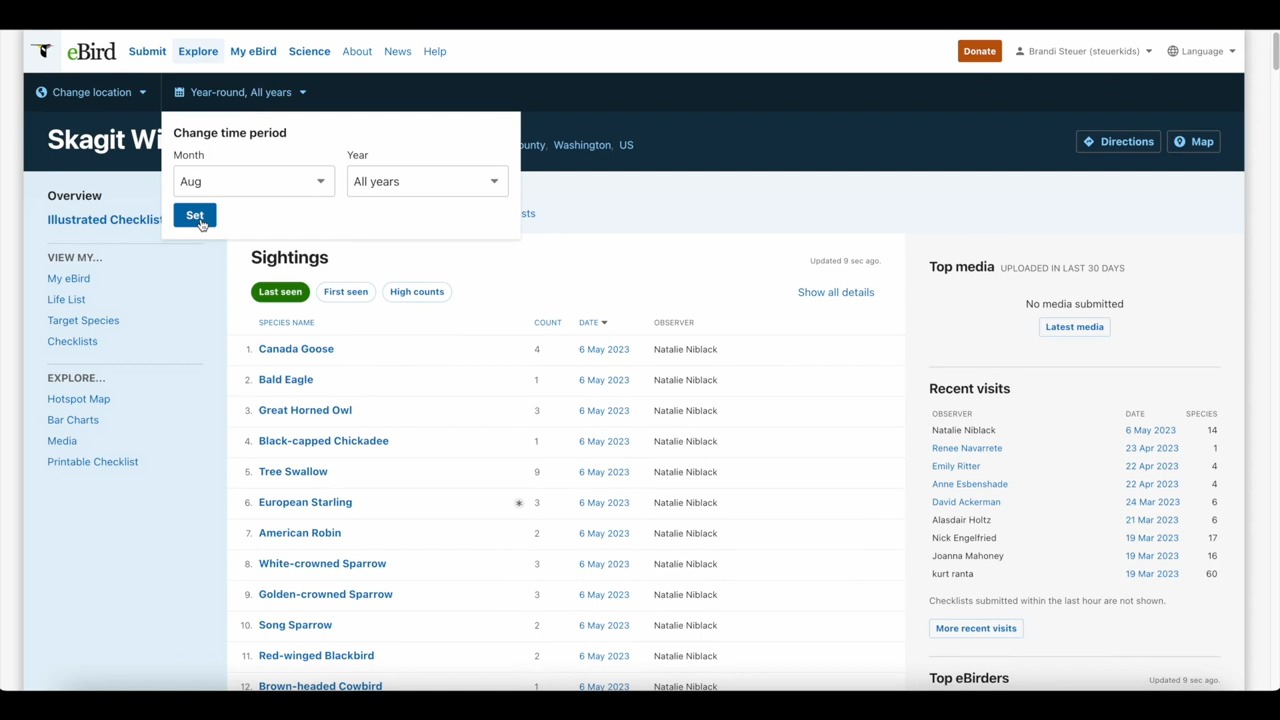 eBird Submit Explore My eBird Science About News Help Donate Brandi Steuer (steuerkids) Language
Change location Year-round, All years
Change time period
Skagit Wi ounty, Washington, US Directions Map
Month Year
Aug All years
Set
Overview
Illustrated Checklist
sts
VIEW MY...
My eBird
Life List
Target Species
Checklists
EXPLORE...
Hotspot Map
Bar Charts
Media
Printable Checklist
Sightings Updated 9 sec ago.
Last seen First seen High counts Show all details
SPECIES NAME COUNT DATE OBSERVER
1. Canada Goose 4 6 May 2023 Natalie Niblack
2. Bald Eagle 1 6 May 2023 Natalie Niblack
3. Great Horned Owl 3 6 May 2023 Natalie Niblack
4. Black-capped Chickadee 1 6 May 2023 Natalie Niblack
5. Tree Swallow 9 6 May 2023 Natalie Niblack
6. European Starling 3 6 May 2023 Natalie Niblack
7. American Robin 2 6 May 2023 Natalie Niblack
8. White-crowned Sparrow 3 6 May 2023 Natalie Niblack
9. Golden-crowned Sparrow 3 6 May 2023 Natalie Niblack
10. Song Sparrow 2 6 May 2023 Natalie Niblack
11. Red-winged Blackbird 2 6 May 2023 Natalie Niblack
12. Brown-headed Cowbird 1 6 May 2023 Natalie Niblack
Top media UPLOADED IN LAST 30 DAYS
No media submitted
Latest media
Recent visits
OBSERVER DATE SPECIES
Natalie Niblack 6 May 2023 14
Renee Navarrete 23 Apr 2023 1
Emily Ritter 22 Apr 2023 4
Anne Esbenshade 22 Apr 2023 4
David Ackerman 24 Mar 2023 6
Alasdair Holtz 21 Mar 2023 6
Nick Engelfried 19 Mar 2023 17
Joanna Mahoney 19 Mar 2023 16
kurt ranta 19 Mar 2023 60
Checklists submitted within the last hour are not shown.
More recent visits
Top eBirders Updated 9 sec ago.